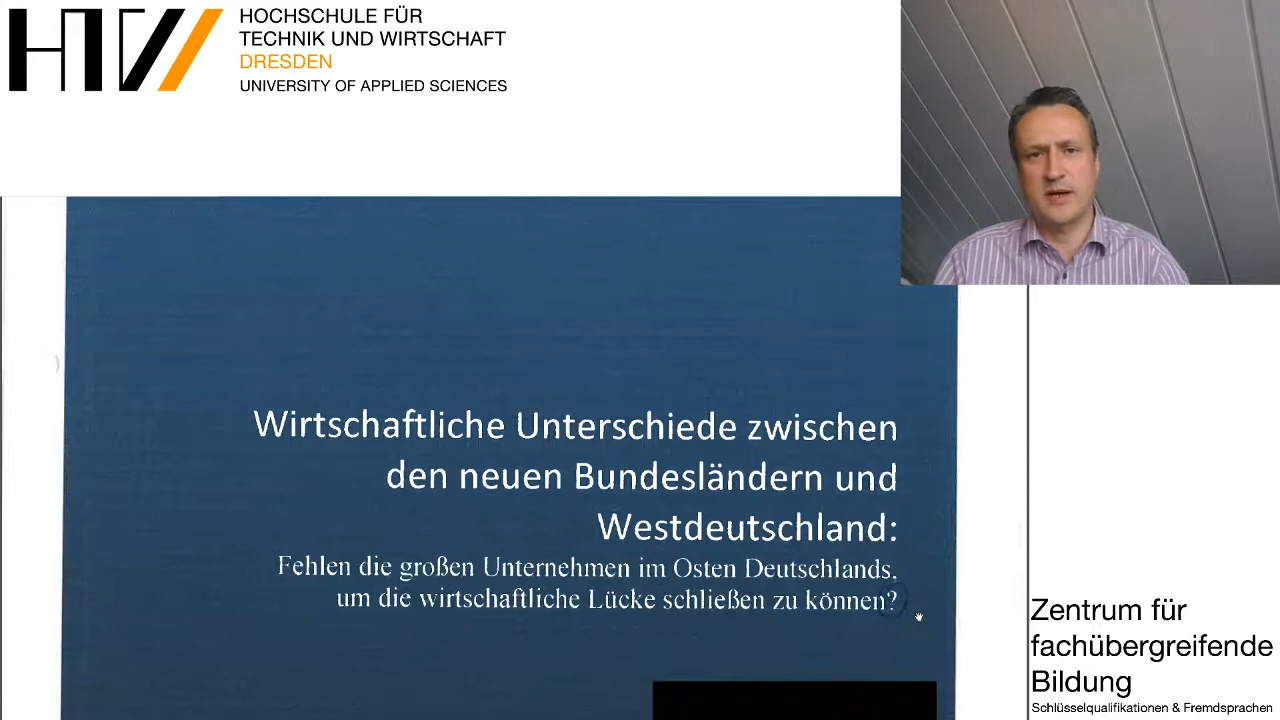 HTW
HOCHSCHULE FÜR
TECHNIK UND WIRTSCHAFT
DRESDEN
UNIVERSITY OF APPLIED SCIENCES
Wirtschaftliche Unterschiede zwischen
den neuen Bundesländern und
Westdeutschland:
Fehlen die großen Unternehmen im Osten Deutschlands,
um die wirtschaftliche Lücke schließen zu können?
Zentrum für
fachübergreifende
Bildung
Schlüsselqualifikationen & Fremdsprachen